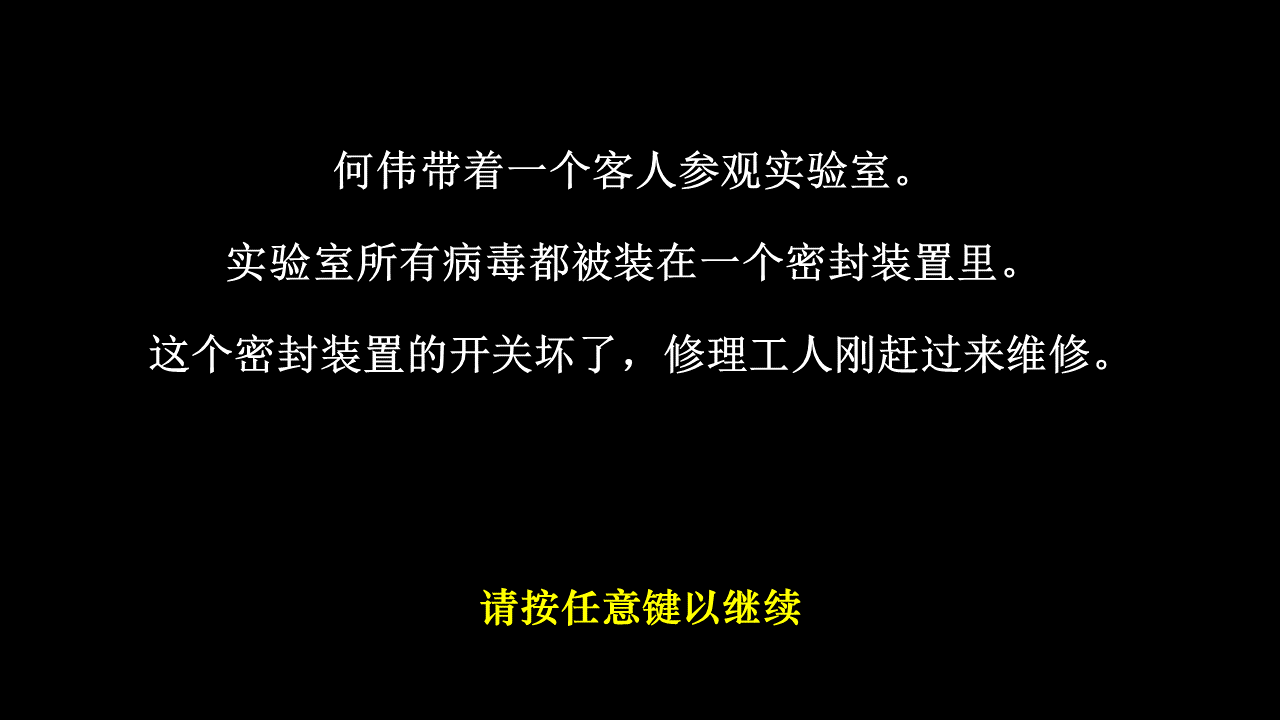 何伟带着一个客人参观实验室。
实验室所有病毒都被装在一个密封装置里。
这个密封装置的开关坏了，修理工人刚赶过来维修。
请按任意键以继续